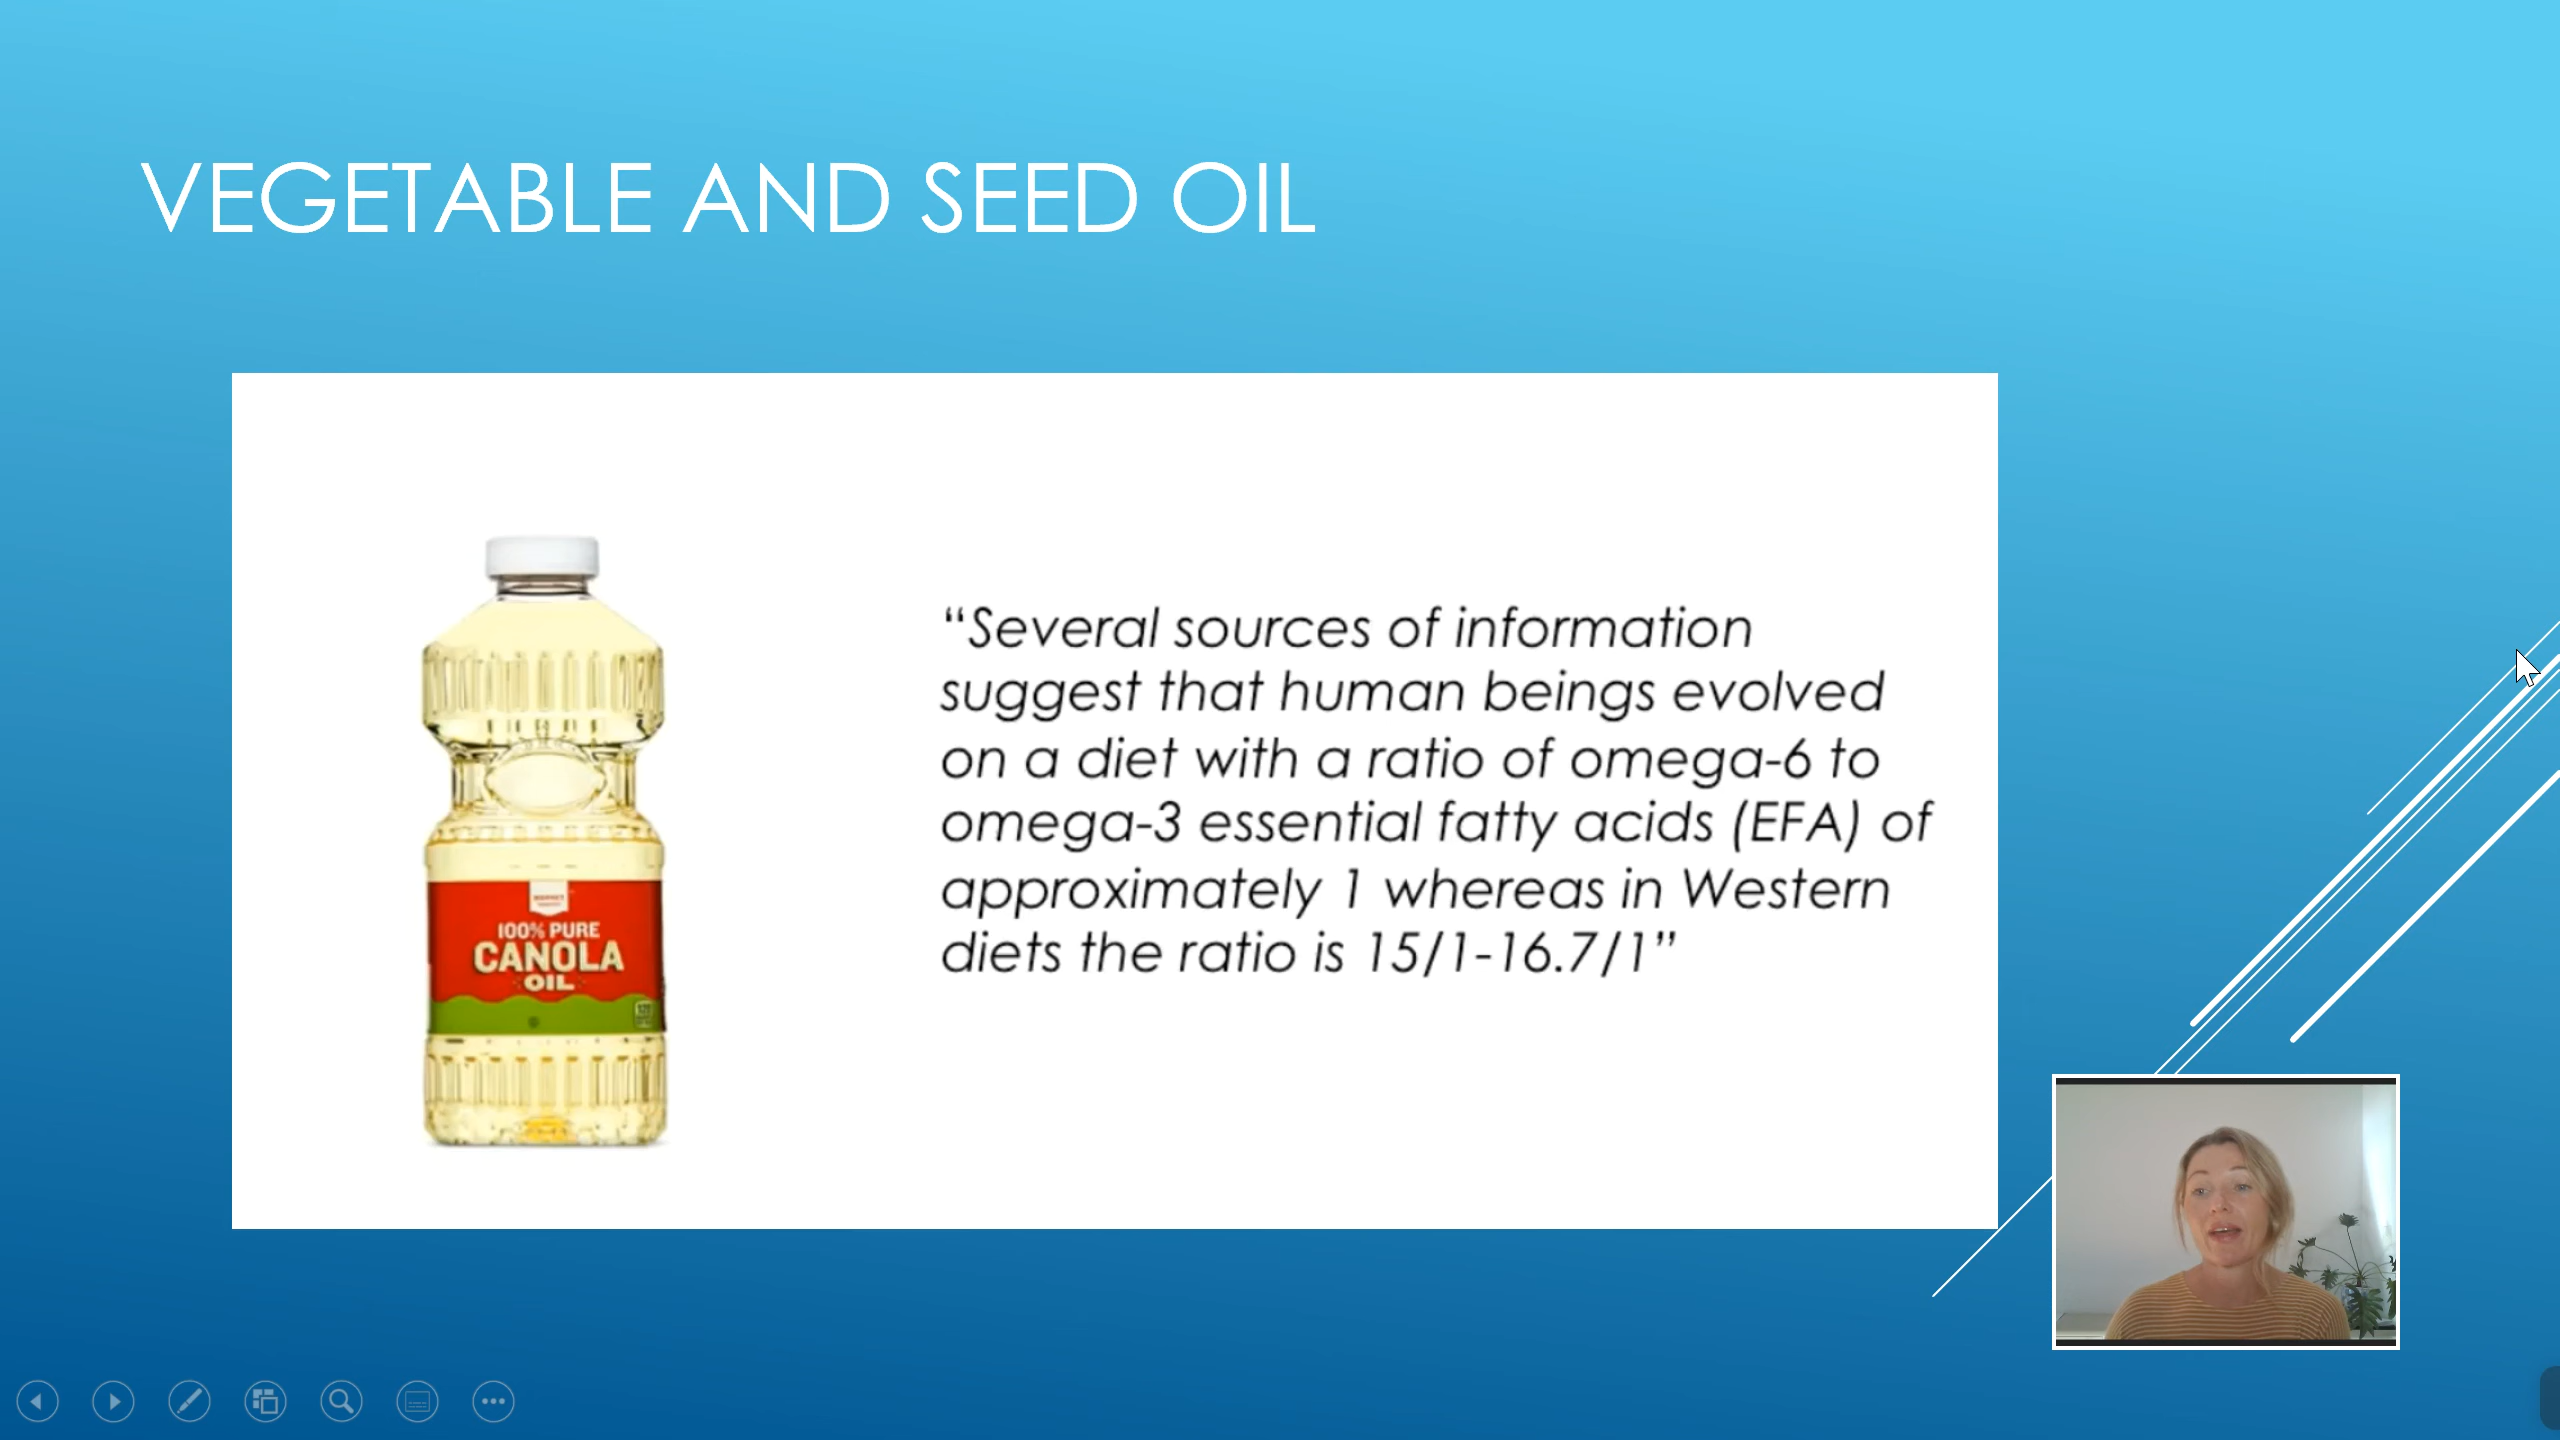 VEGETABLE AND SEED OIL
“Several sources of information
suggest that human beings evolved
on a diet with a ratio of omega-6 to
omega-3 essential fatty acids (EFA) of
approximately 1 whereas in Western
diets the ratio is 15/1-16.7/1”
100% PURE
CANOLA
OIL